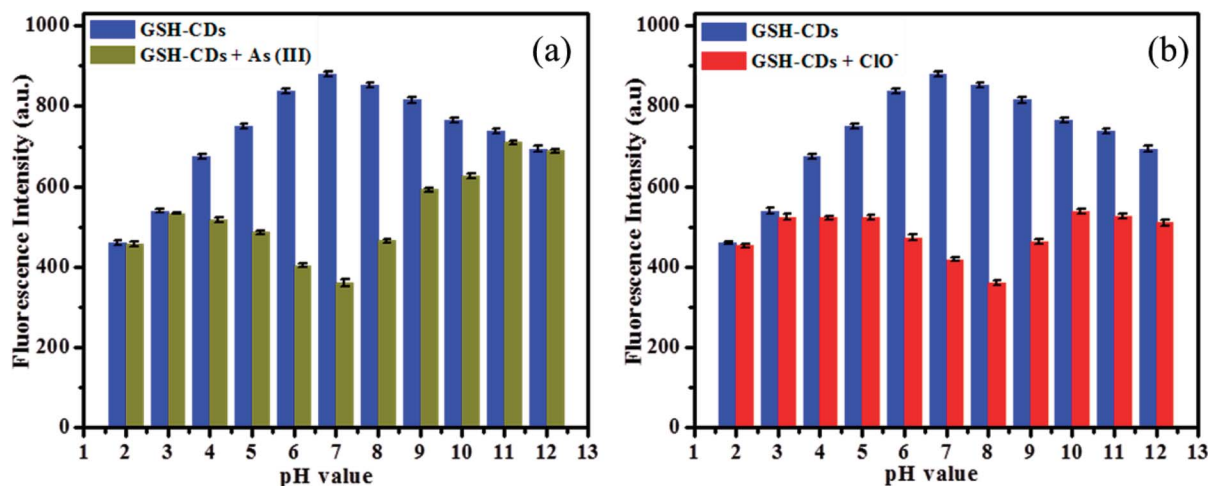 1000
800
600
400
200
0
Fluorescence Intensity (a.u.)
GSH-CDs
GSH-CDs + As (III)
(a)
1 2 3 4 5 6 7 8 9 10 11 12 13
pH value
1000
800
600
400
200
0
Fluorescence Intensity (a.u)
GSH-CDs
GSH-CDs + ClO⁻
(b)
1 2 3 4 5 6 7 8 9 10 11 12 13
pH value